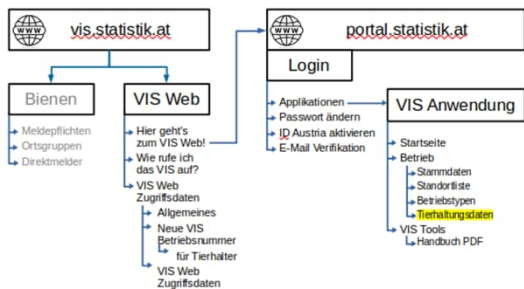 www
vis.statistik.at
Bienen
Meldepflichten
Ortsgruppen
Direktmelder
VIS Web
Hier geht's
zum VIS Web!
Wie rufe ich
das VIS auf?
VIS Web
Zugriffsdaten
Allgemeines
Neue VIS
Betriebsnummer
für Tierhalter
VIS Web
Zugriffsdaten
www
portal.statistik.at
Login
Applikationen
Passwort ändern
ID Austria aktivieren
E-Mail Verifikation
VIS Anwendung
Startseite
Betrieb
Stammdaten
Standortliste
Betriebstypen
Tierhaltungsdaten
VIS Tools
Handbuch PDF